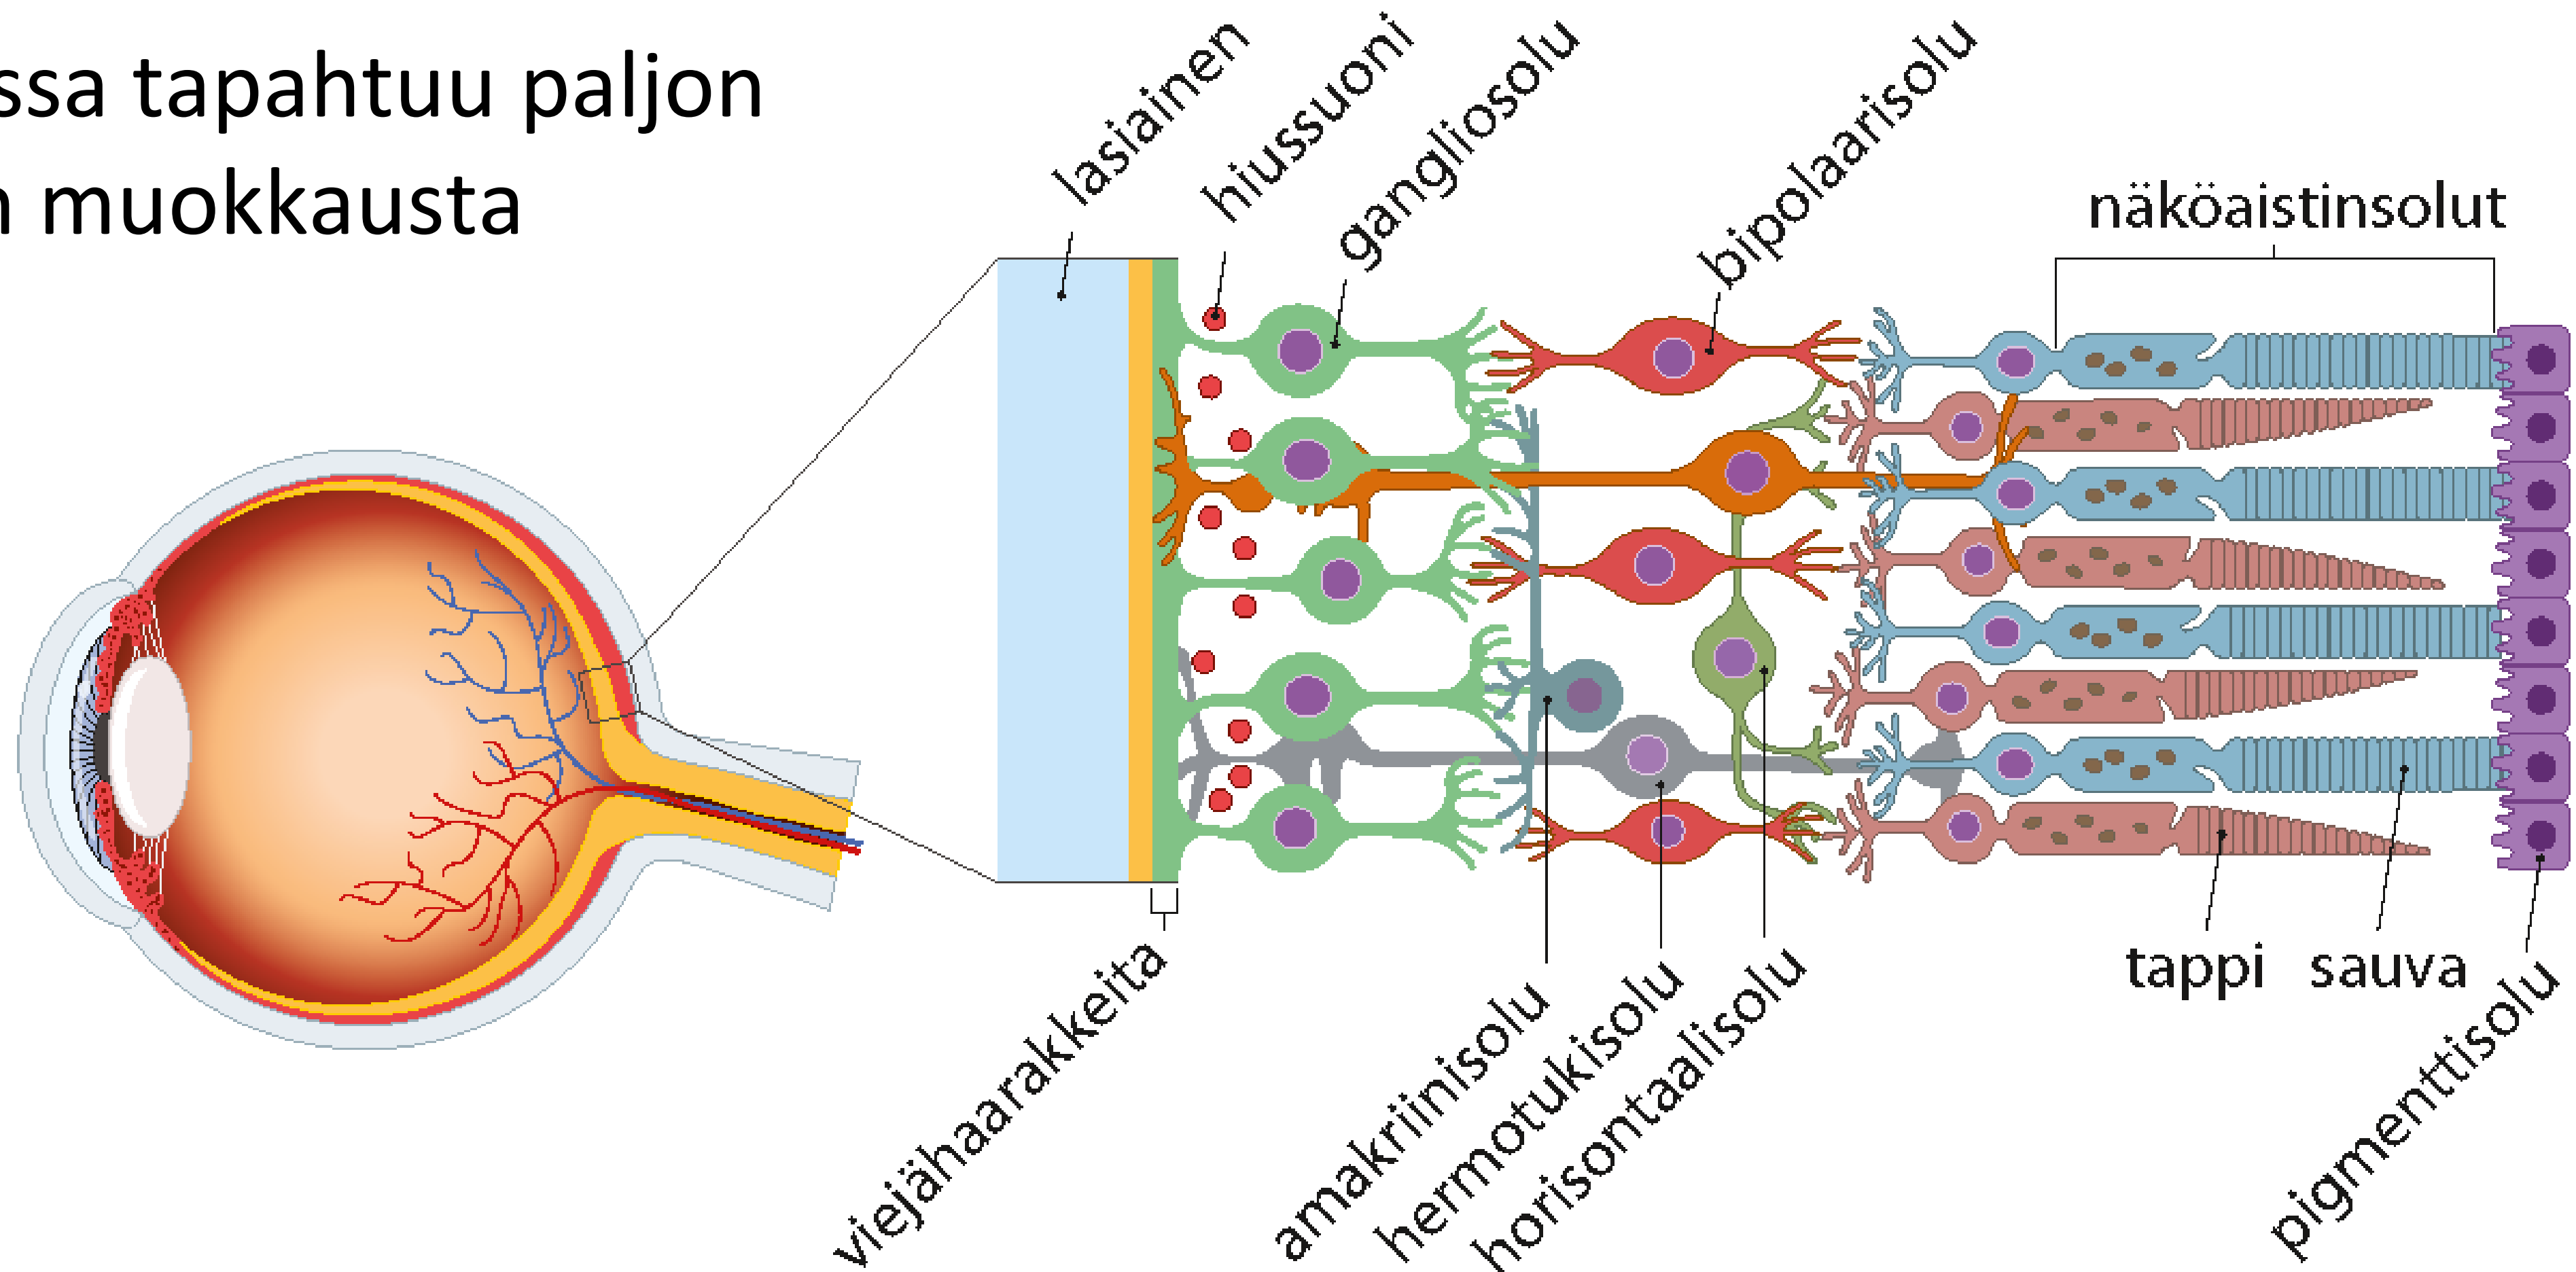 ssa tapahtuu paljon
n muokkausta
lasiainen
hiussuoni
gangliosolu
bipolaarisolu
näköaistinsolut
viejähaarakkeita
amakriinisolu
hermotukisolu
horisontaalisolu
tappi
sauva
pigmenttisolu